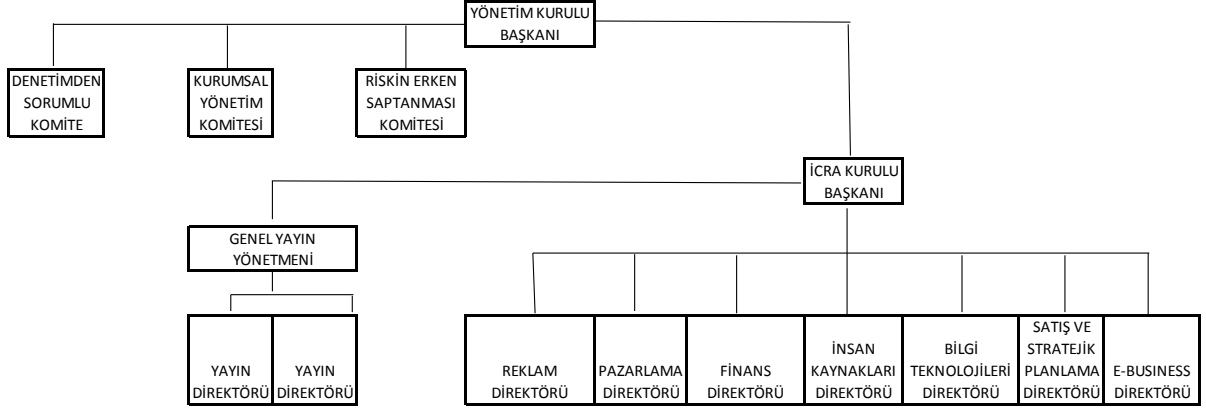 YÖNETİM KURULU
BAŞKANI
DENETİMDEN
SORUMLU
KOMİTE
KURUMSAL
YÖNETİM
KOMİTESİ
RİSKİN ERKEN
SAPTANMASI
KOMİTESİ
İCRA KURULU
BAŞKANI
GENEL YAYIN
YÖNETMENİ
YAYIN
DİREKTÖRÜ
YAYIN
DİREKTÖRÜ
REKLAM
DİREKTÖRÜ
PAZARLAMA
DİREKTÖRÜ
FİNANS
DİREKTÖRÜ
İNSAN
KAYNAKLARI
DİREKTÖRÜ
BİLGİ
TEKNOLOJİLERİ
DİREKTÖRÜ
SATIŞ VE
STRATEJİK
PLANLAMA
DİREKTÖRÜ
E-BUSINESS
DİREKTÖRÜ